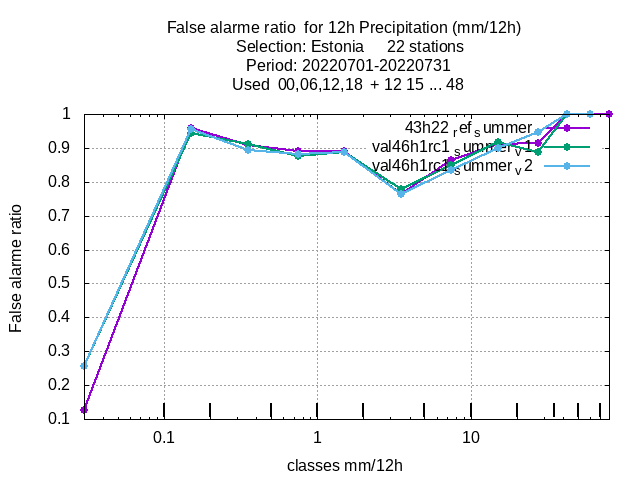 False alarme ratio  for 12h Precipitation (mm/12h)
Selection: Estonia     22 stations
Period: 20220701-20220731
Used  00,06,12,18  + 12 15 ... 48
43h22refsummer
val46h1rc1summerv1
val46h1rc1summerv2
False alarme ratio
1
0.9
0.8
0.7
0.6
0.5
0.4
0.3
0.2
0.1
0.1 1 10
classes mm/12h